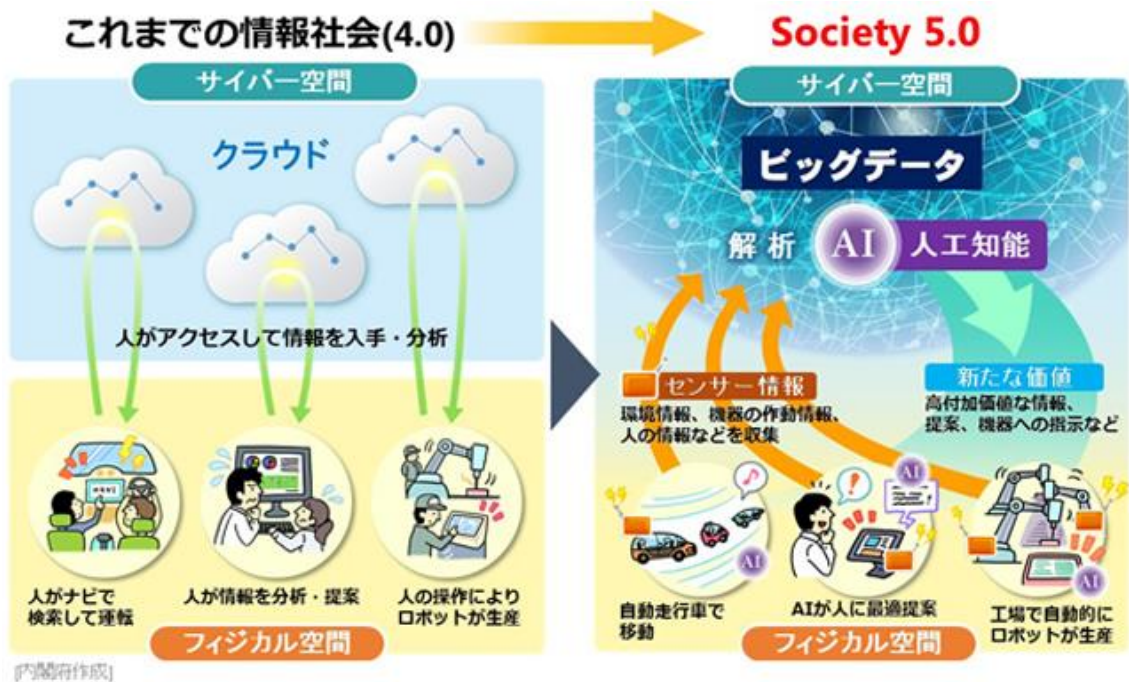 これまでの情報社会(4.0)
Society 5.0
サイバー空間
クラウド
人がアクセスして情報を入手・分析
人がナビで
検索して運転
人が情報を分析・提案
人の操作により
ロボットが生産
フィジカル空間
サイバー空間
ビッグデータ
解析
AI
人工知能
センサー情報
環境情報、機器の作動情報、
人の情報などを収集
新たな価値
高付加価値な情報、
提案、機器への指示など
AI
AI
AI
自動走行車で
移動
AIが人に最適提案
工場で自動的に
ロボットが生産
フィジカル空間
[内閣府作成]